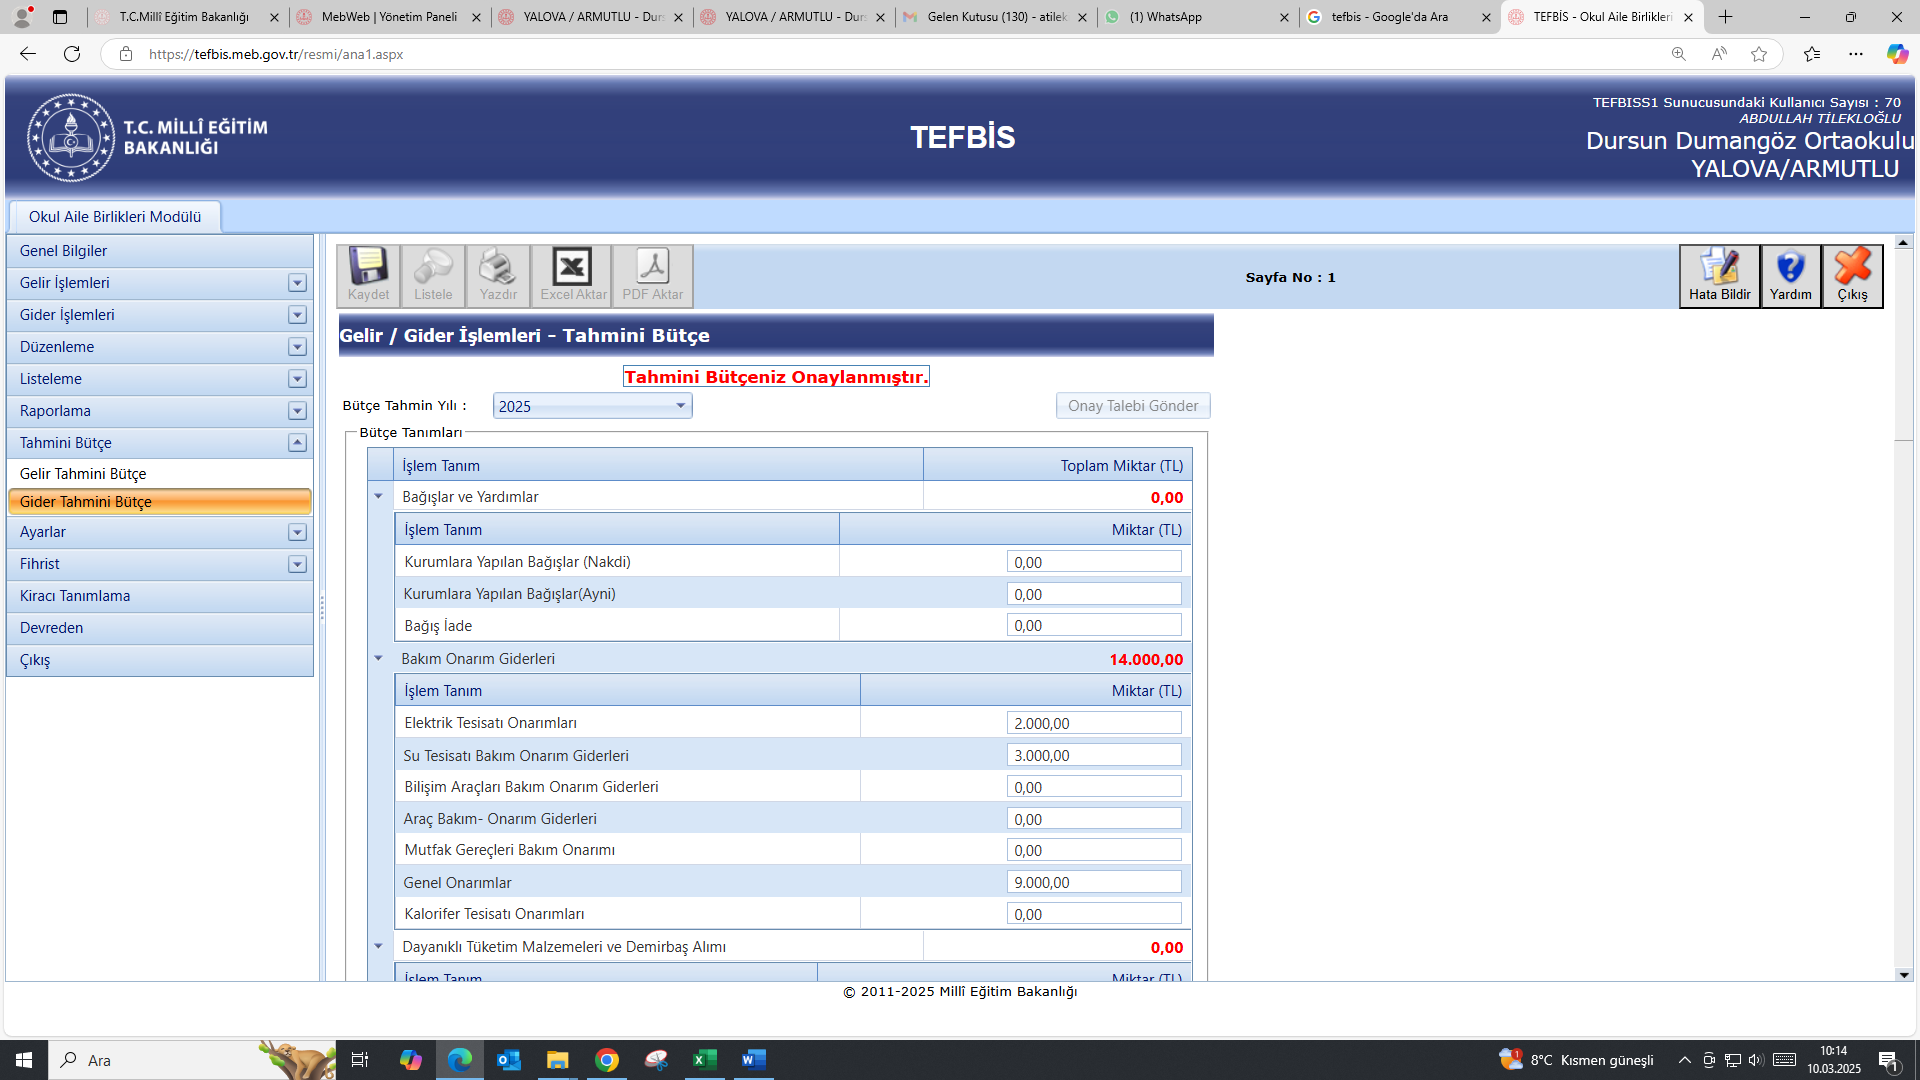 T.C.Millî Eğitim Bakanlığı
MebWeb | Yönetim Paneli
YALOVA / ARMUTLU - Durs
YALOVA / ARMUTLU - Durs
Gelen Kutusu (130) - atilek
(1) WhatsApp
tefbis - Google'da Ara
TEFBİS - Okul Aile Birlikleri
https://tefbis.meb.gov.tr/resmi/ana1.aspx
T.C. MİLLÎ EĞİTİM
BAKANLIĞI
TEFBİS
TEFBISS1 Sunucusundaki Kullanıcı Sayısı : 70
ABDULLAH TİLEKLOĞLU
Dursun Dumangöz Ortaokulu
YALOVA/ARMUTLU
Okul Aile Birlikleri Modülü
Genel Bilgiler
Gelir İşlemleri
Gider İşlemleri
Düzenleme
Listeleme
Raporlama
Tahmini Bütçe
Gelir Tahmini Bütçe
Gider Tahmini Bütçe
Ayarlar
Fihrist
Kiracı Tanımlama
Devreden
Çıkış
Kaydet
Listele
Yazdır
Excel Aktar
PDF Aktar
Sayfa No : 1
Hata Bildir
Yardım
Çıkış
Gelir / Gider İşlemleri - Tahmini Bütçe
Tahmini Bütçeniz Onaylanmıştır.
Bütçe Tahmin Yılı : 2025
Onay Talebi Gönder
Bütçe Tanımları
İşlem Tanım Toplam Miktar (TL)
Bağışlar ve Yardımlar 0,00
İşlem Tanım Miktar (TL)
Kurumlara Yapılan Bağışlar (Nakdi) 0,00
Kurumlara Yapılan Bağışlar(Ayni) 0,00
Bağış İade 0,00
Bakım Onarım Giderleri 14.000,00
İşlem Tanım Miktar (TL)
Elektrik Tesisatı Onarımları 2.000,00
Su Tesisatı Bakım Onarım Giderleri 3.000,00
Bilişim Araçları Bakım Onarım Giderleri 0,00
Araç Bakım- Onarım Giderleri 0,00
Mutfak Gereçleri Bakım Onarımı 0,00
Genel Onarımlar 9.000,00
Kalorifer Tesisatı Onarımları 0,00
Dayanıklı Tüketim Malzemeleri ve Demirbaş Alımı 0,00
İşlem Tanım Miktar (TL)
© 2011-2025 Millî Eğitim Bakanlığı
Ara
1
8°C Kısmen güneşli
10:14
10.03.2025
1